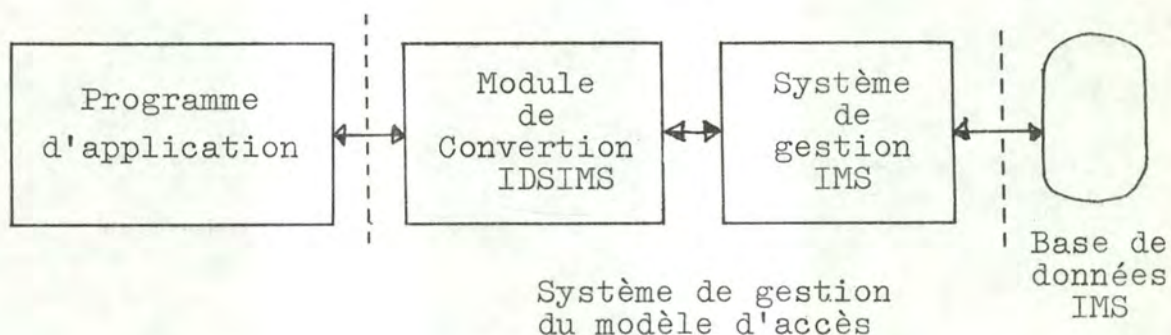 Programme
d'application
Module
de
Convertion
IDSIMS
Système
de
gestion
IMS
Base de
données
IMS
Système de gestion
du modèle d'accès